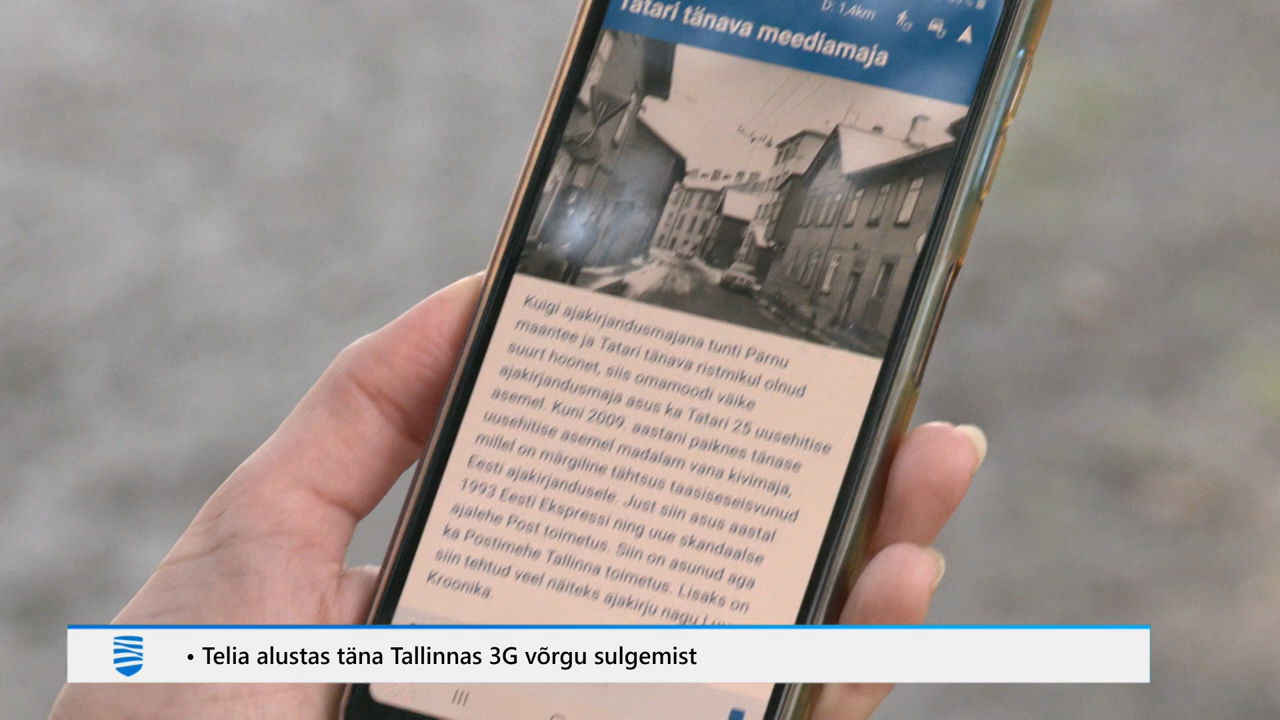 D: 1,4km
Tatari tänava meediamaja
Kuigi ajakirjandusmajana tunti Pärnu
maantee ja Tatari tänava ristmikul olnud
suurt hoonet, siis omamoodi väike
ajakirjandusmaja asus ka Tatari 25 uusehitise
asemel. Kuni 2009. aastani paiknes tänase
uusehitise asemel madalam vana kivimaja,
millel on märgiline tähtsus taasiseseisvunud
Eesti ajakirjandusele. Just siin asus aastal
1993 Eesti Ekspressi ning uue skandaalse
ajalehe Post toimetus. Siin on asunud aga
ka Postimehe Tallinna toimetus. Lisaks on
siin tehtud veel näiteks ajakirju nagu
Kroonika.
• Telia alustas täna Tallinnas 3G võrgu sulgemist